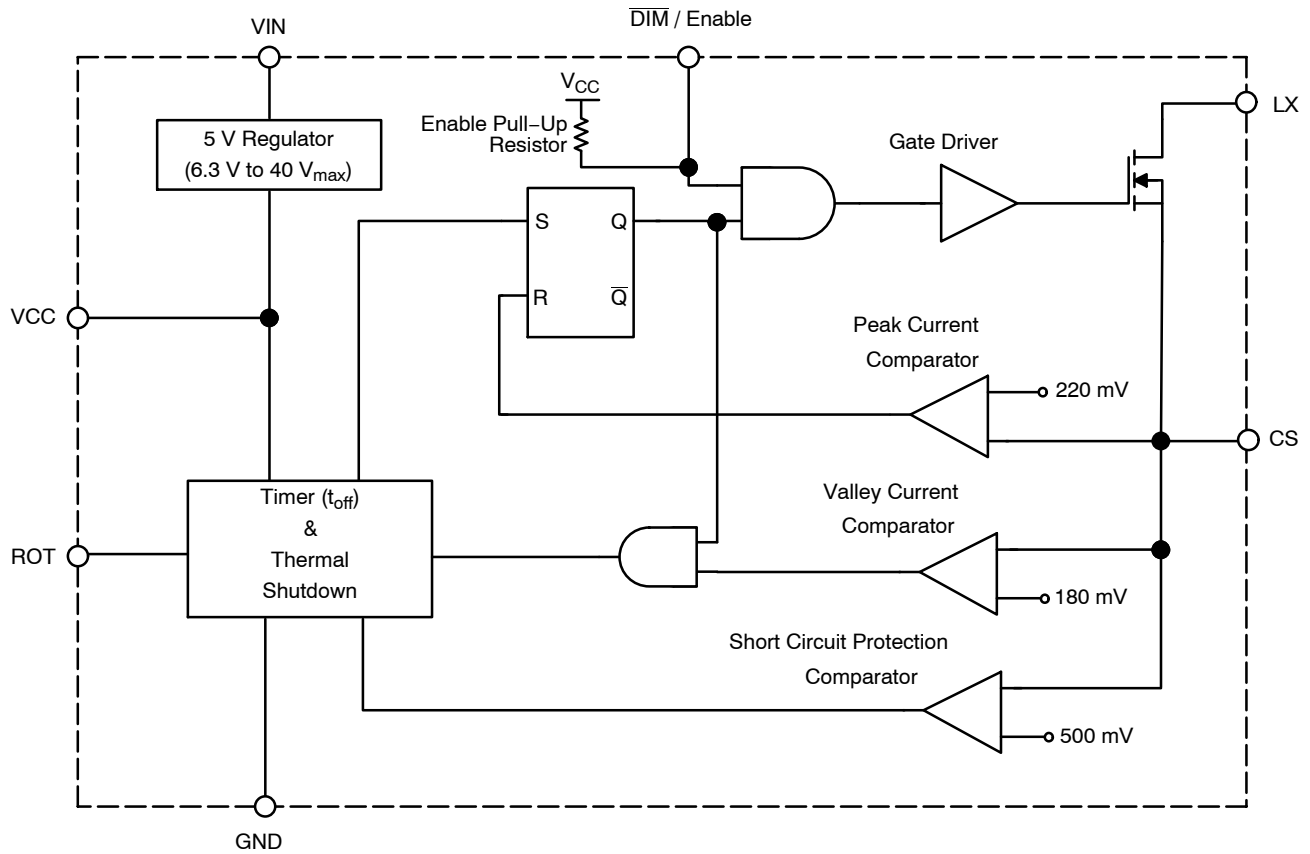 VIN
DIM / Enable
VCC
Enable Pull–Up
Resistor
5 V Regulator
(6.3 V to 40 Vmax)
Gate Driver
LX
S
Q
R
Q
VCC
Peak Current
Comparator
220 mV
CS
Timer (toff)
&
Thermal
Shutdown
Valley Current
Comparator
180 mV
ROT
Short Circuit Protection
Comparator
500 mV
GND